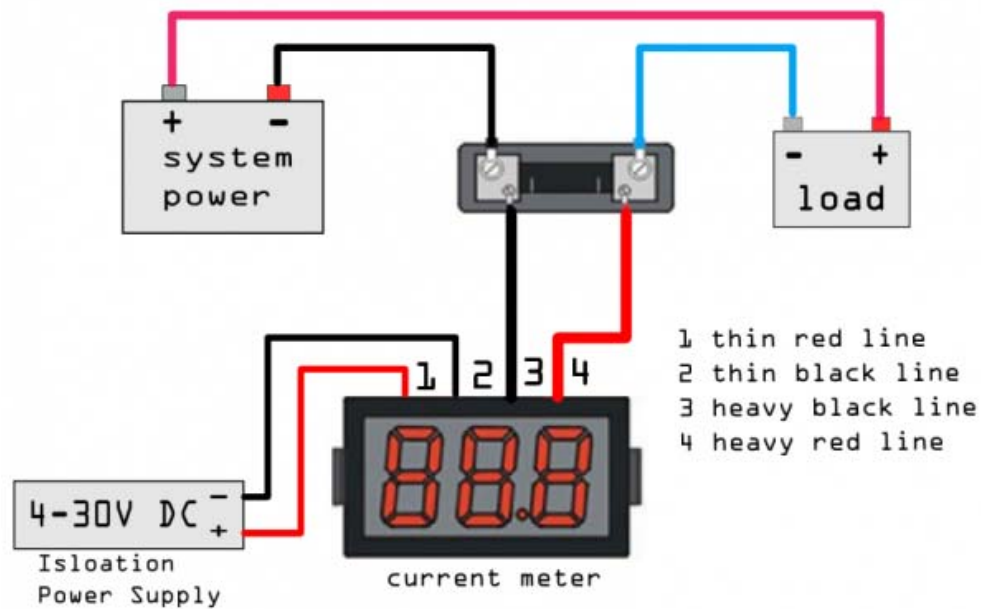 + -
system
power
- +
load
1 2 3 4
1 thin red line
2 thin black line
3 heavy black line
4 heavy red line
88.8
4-30V DC - +
Isloation
Power Supply
current meter